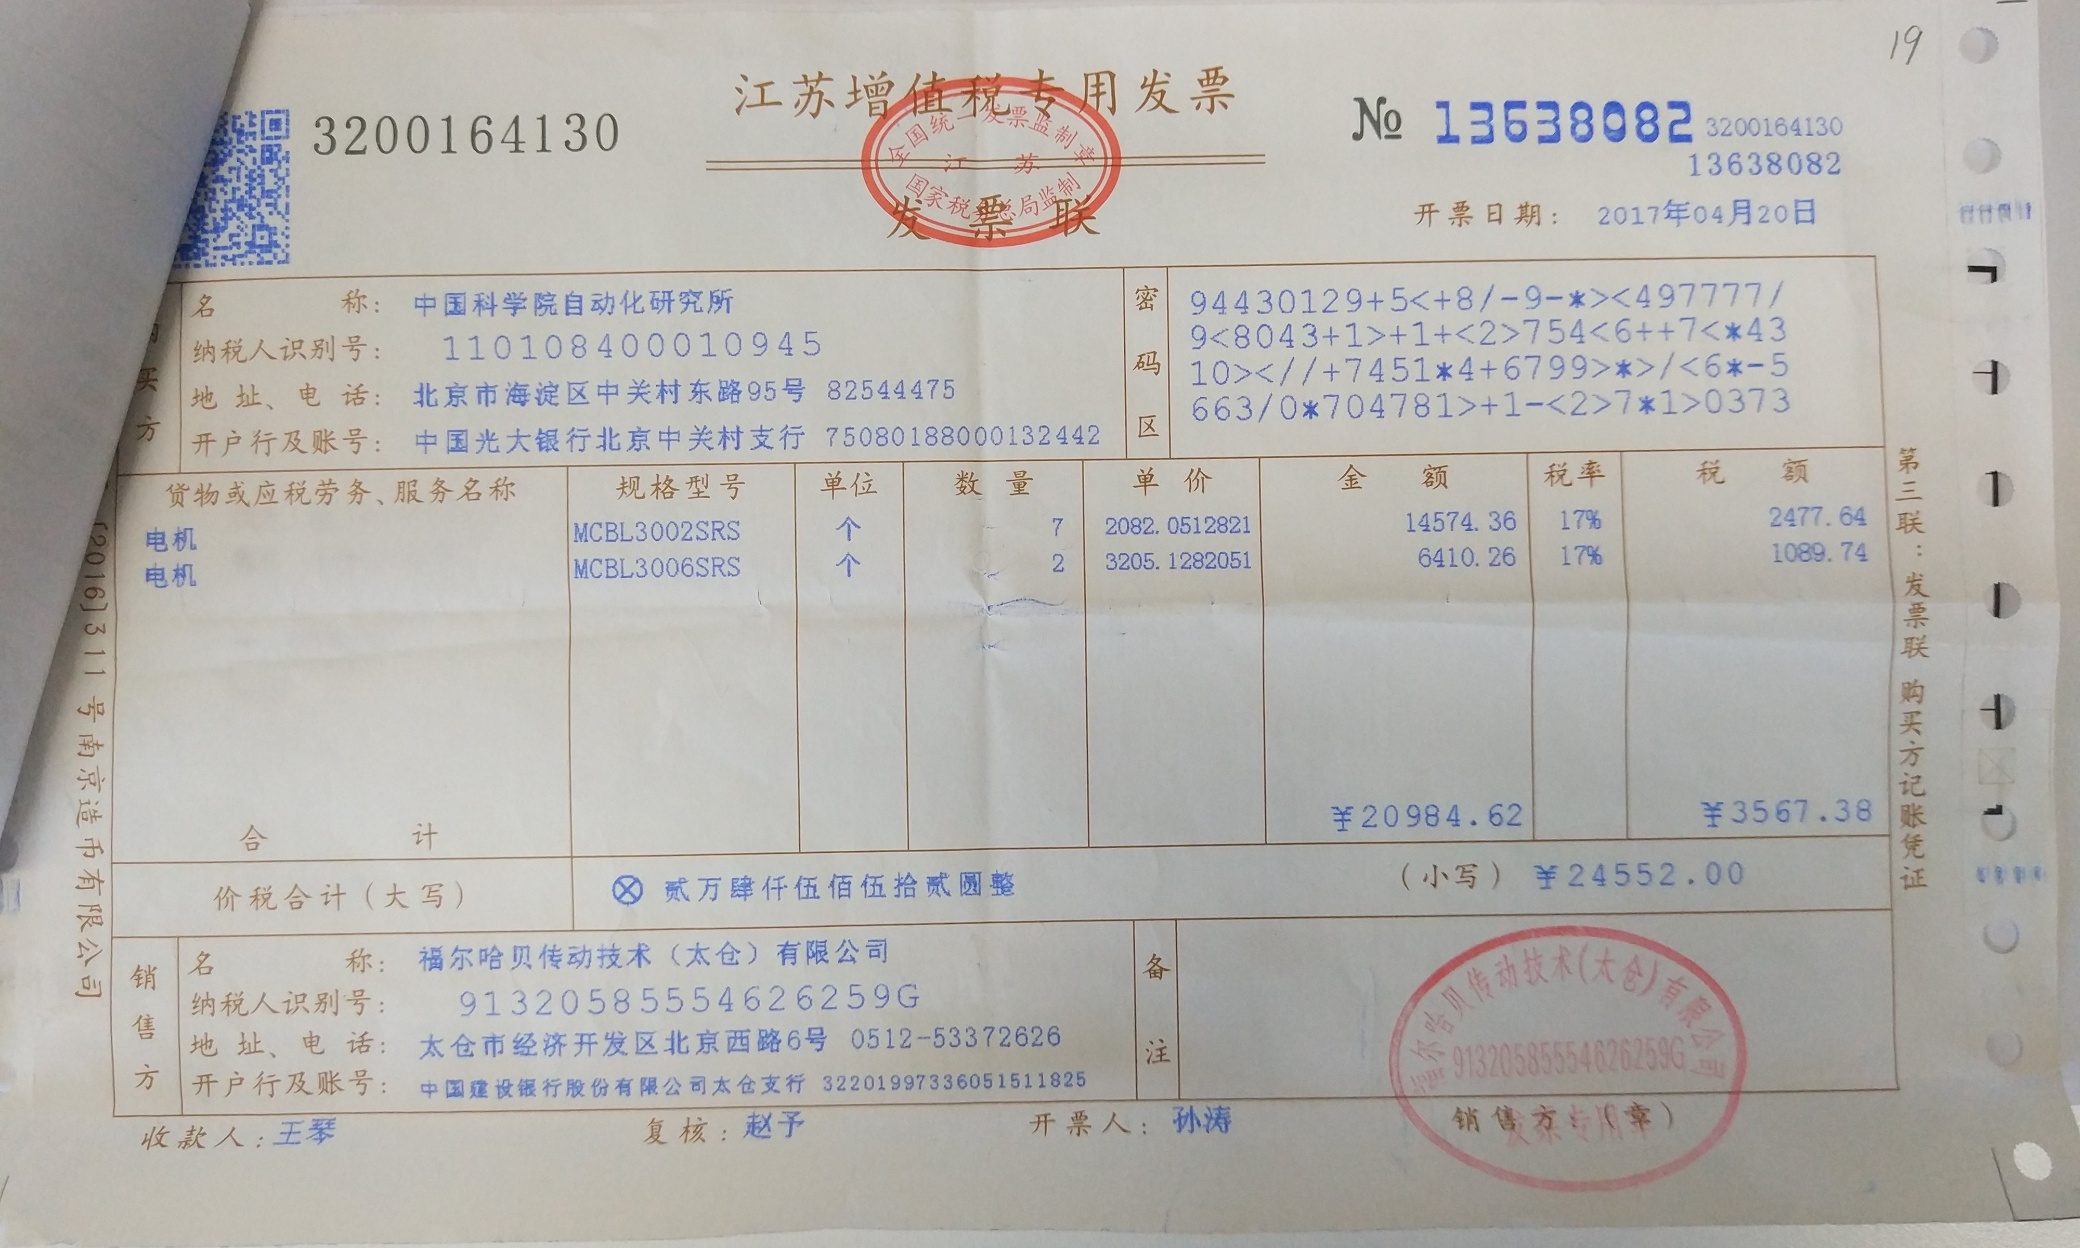 19
江苏增值税专用发票
3200164130
№ 13638082 3200164130
13638082
全国统一发票监制章
江 苏
国家税务总局监制
发票联
开票日期: 2017年04月20日
购买方
名 称: 中国科学院自动化研究所
纳税人识别号: 110108400010945
地 址、电 话: 北京市海淀区中关村东路95号 82544475
开户行及账号: 中国光大银行北京中关村支行 75080188000132442
密码区
94430129+5<+8/-9-*><497777/
9<8043+1>+1+<2>754<6++7<*43
10><//+7451*4+6799>*>/<6*-5
663/0*704781>+1-<2>7*1>0373
货物或应税劳务、服务名称 规格型号 单位 数 量 单 价 金 额 税率 税 额
电机 MCBL3002SRS 个 7 2082.0512821 14574.36 17% 2477.64
电机 MCBL3006SRS 个 2 3205.1282051 6410.26 17% 1089.74
合 计 ¥20984.62 ¥3567.38
价税合计(大写) ⊗ 贰万肆仟伍佰伍拾贰圆整 (小写) ¥24552.00
销售方
名 称: 福尔哈贝传动技术(太仓)有限公司
纳税人识别号: 91320585554626259G
地 址、电 话: 太仓市经济开发区北京西路6号 0512-53372626
开户行及账号: 中国建设银行股份有限公司太仓支行 32201997336051511825
备注
福尔哈贝传动技术(太仓)有限公司
91320585554626259G
发票专用章
收款人: 王琴 复核: 赵予 开票人: 孙涛 销售方:(章)
第三联:发票联 购买方记账凭证
[2016]311号南京造币有限公司